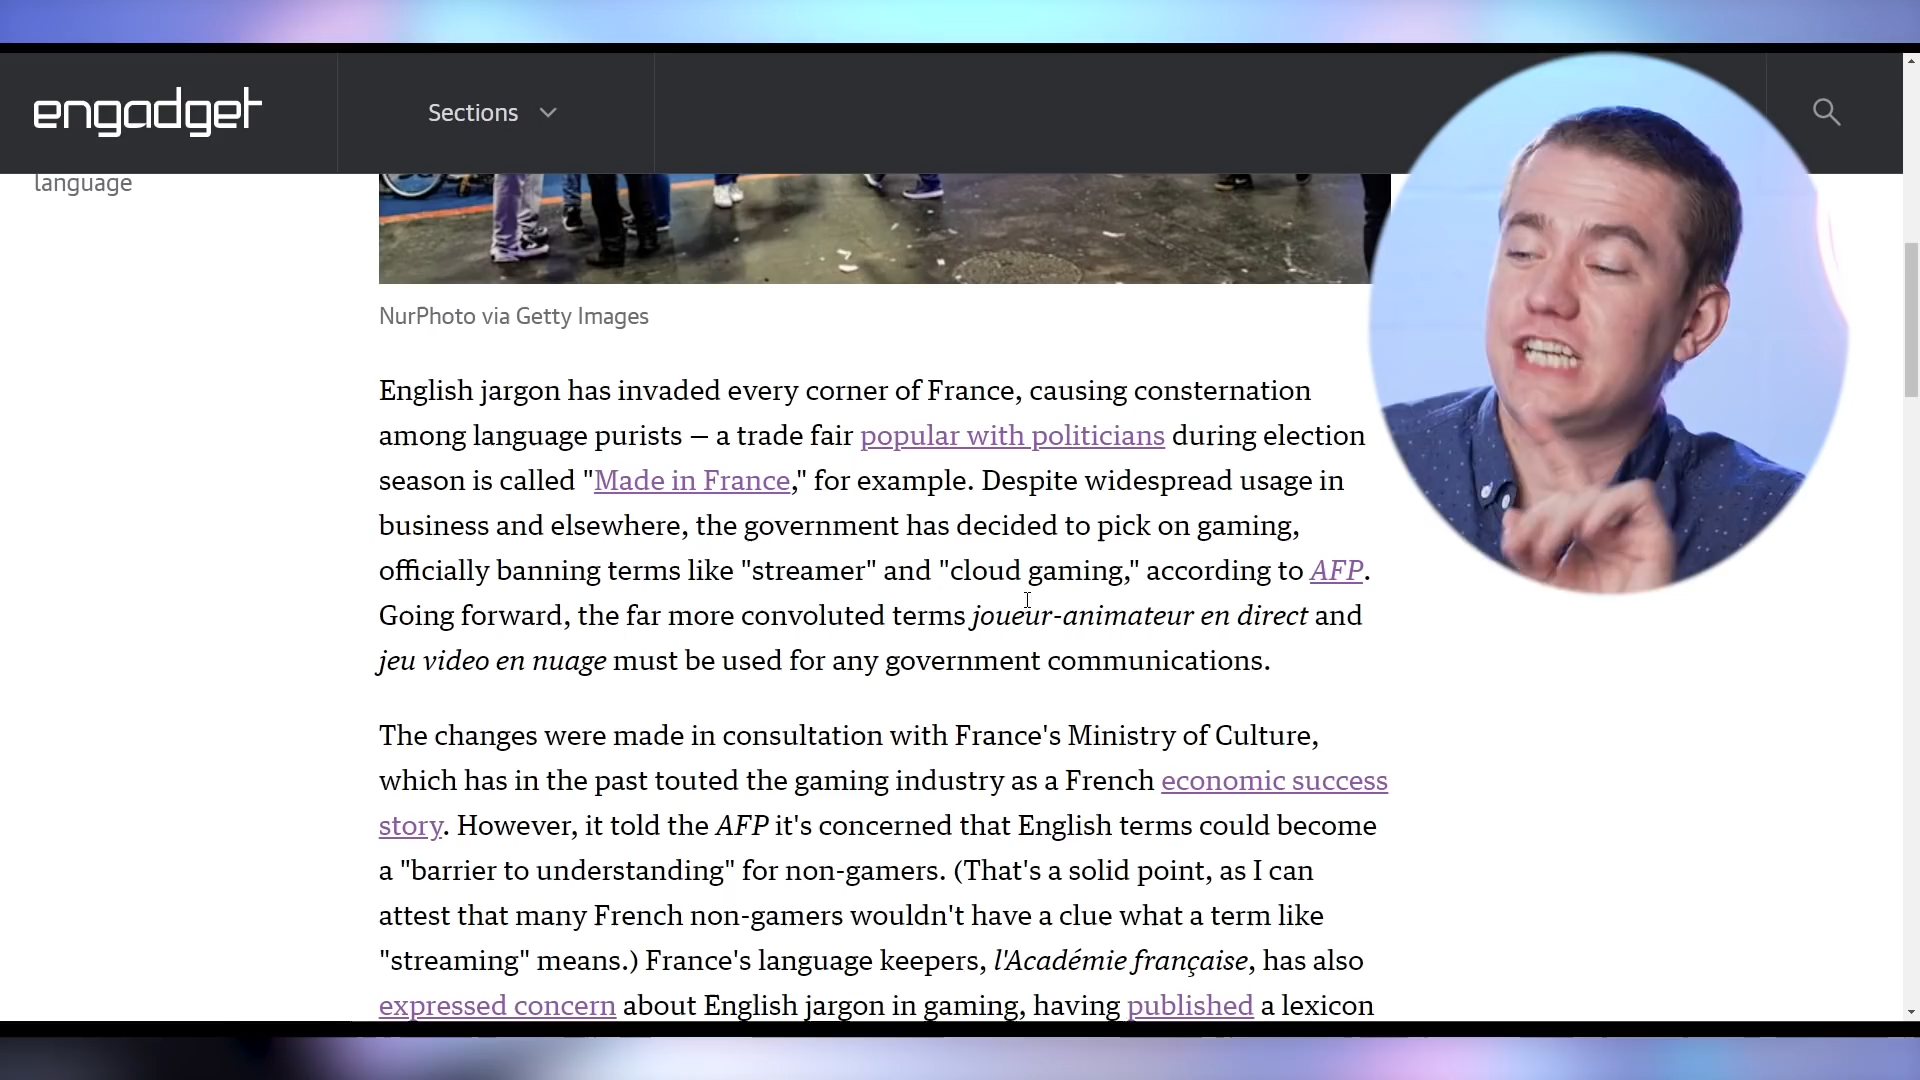 engadget
Sections
language
NurPhoto via Getty Images
English jargon has invaded every corner of France, causing consternation
among language purists — a trade fair popular with politicians during election
season is called "Made in France," for example. Despite widespread usage in
business and elsewhere, the government has decided to pick on gaming,
officially banning terms like "streamer" and "cloud gaming," according to AFP.
Going forward, the far more convoluted terms joueur-animateur en direct and
jeu video en nuage must be used for any government communications.
The changes were made in consultation with France's Ministry of Culture,
which has in the past touted the gaming industry as a French economic success
story. However, it told the AFP it's concerned that English terms could become
a "barrier to understanding" for non-gamers. (That's a solid point, as I can
attest that many French non-gamers wouldn't have a clue what a term like
"streaming" means.) France's language keepers, l'Académie française, has also
expressed concern about English jargon in gaming, having published a lexicon